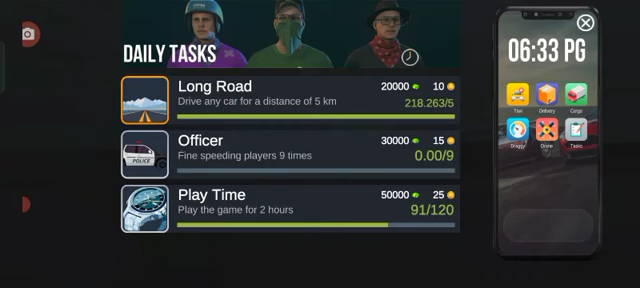 DAILY TASKS
Long Road
20000 10
Drive any car for a distance of 5 km
218.263/5
Officer
30000 15
Fine speeding players 9 times
0.00/9
POLICE
Play Time
50000 25
Play the game for 2 hours
91/120
06:33 PG
Taxi Delivery Cargo
Draggy Drone Tasks